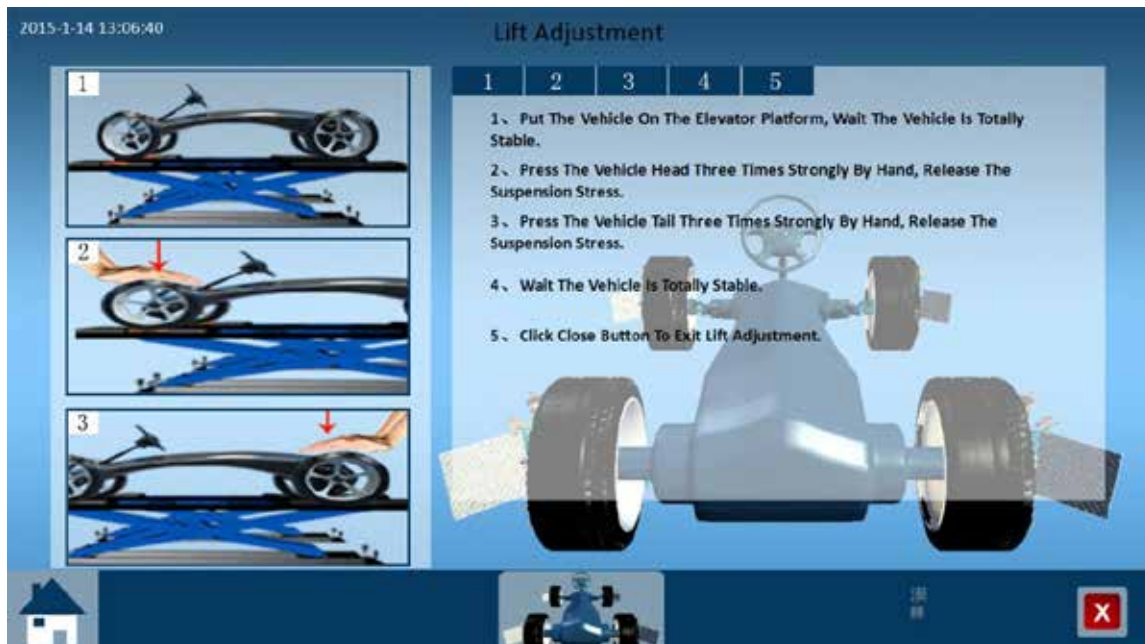 2015-1-14 13:06:40
Lift Adjustment
1
2
3
1 2 3 4 5
1、Put The Vehicle On The Elevator Platform, Wait The Vehicle Is Totally
Stable.
2、Press The Vehicle Head Three Times Strongly By Hand, Release The
Suspension Stress.
3、Press The Vehicle Tail Three Times Strongly By Hand, Release The
Suspension Stress.
4、Wait The Vehicle Is Totally Stable.
5、Click Close Button To Exit Lift Adjustment.
X